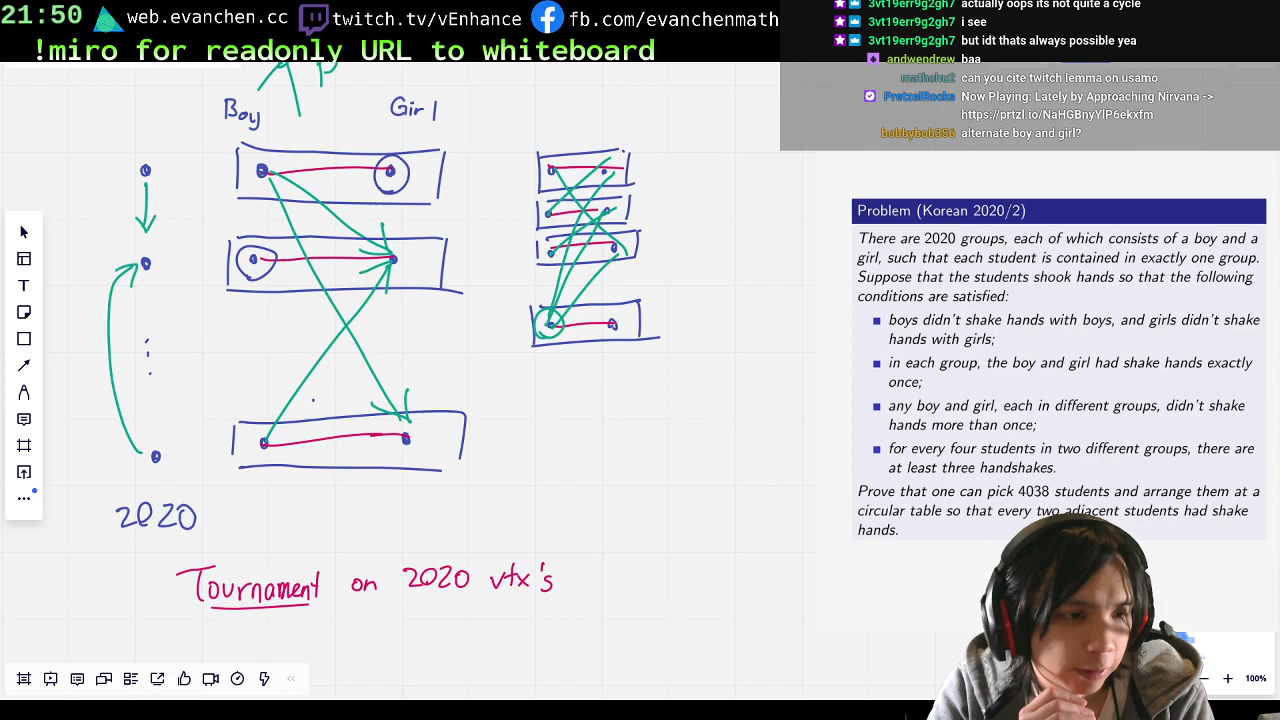 21:50
web.evanchen.cc
twitch.tv/vEnhance
fb.com/evanchenmath
!miro for readonly URL to whiteboard
3vt19err9g2gh7 actually oops its not quite a cycle
3vt19err9g2gh7 i see
3vt19err9g2gh7 but idt thats always possible yea
andwendrew baa
mathchu2 can you cite twitch lemma on usamo
PretzelRocks Now Playing: Lately by Approaching Nirvana ->
https://prtzl.io/NaHGBnyYlP6ekxfm
bobbybob356 alternate boy and girl?
Boy
Girl
2020
Tournament on 2020 vtx's
T
Problem (Korean 2020/2)
There are 2020 groups, each of which consists of a boy and a
girl, such that each student is contained in exactly one group.
Suppose that the students shook hands so that the following
conditions are satisfied:
boys didn't shake hands with boys, and girls didn't shake
hands with girls;
in each group, the boy and girl had shake hands exactly
once;
any boy and girl, each in different groups, didn't shake
hands more than once;
for every four students in two different groups, there are
at least three handshakes.
Prove that one can pick 4038 students and arrange them at a
circular table so that every two adjacent students had shake
hands.
100%